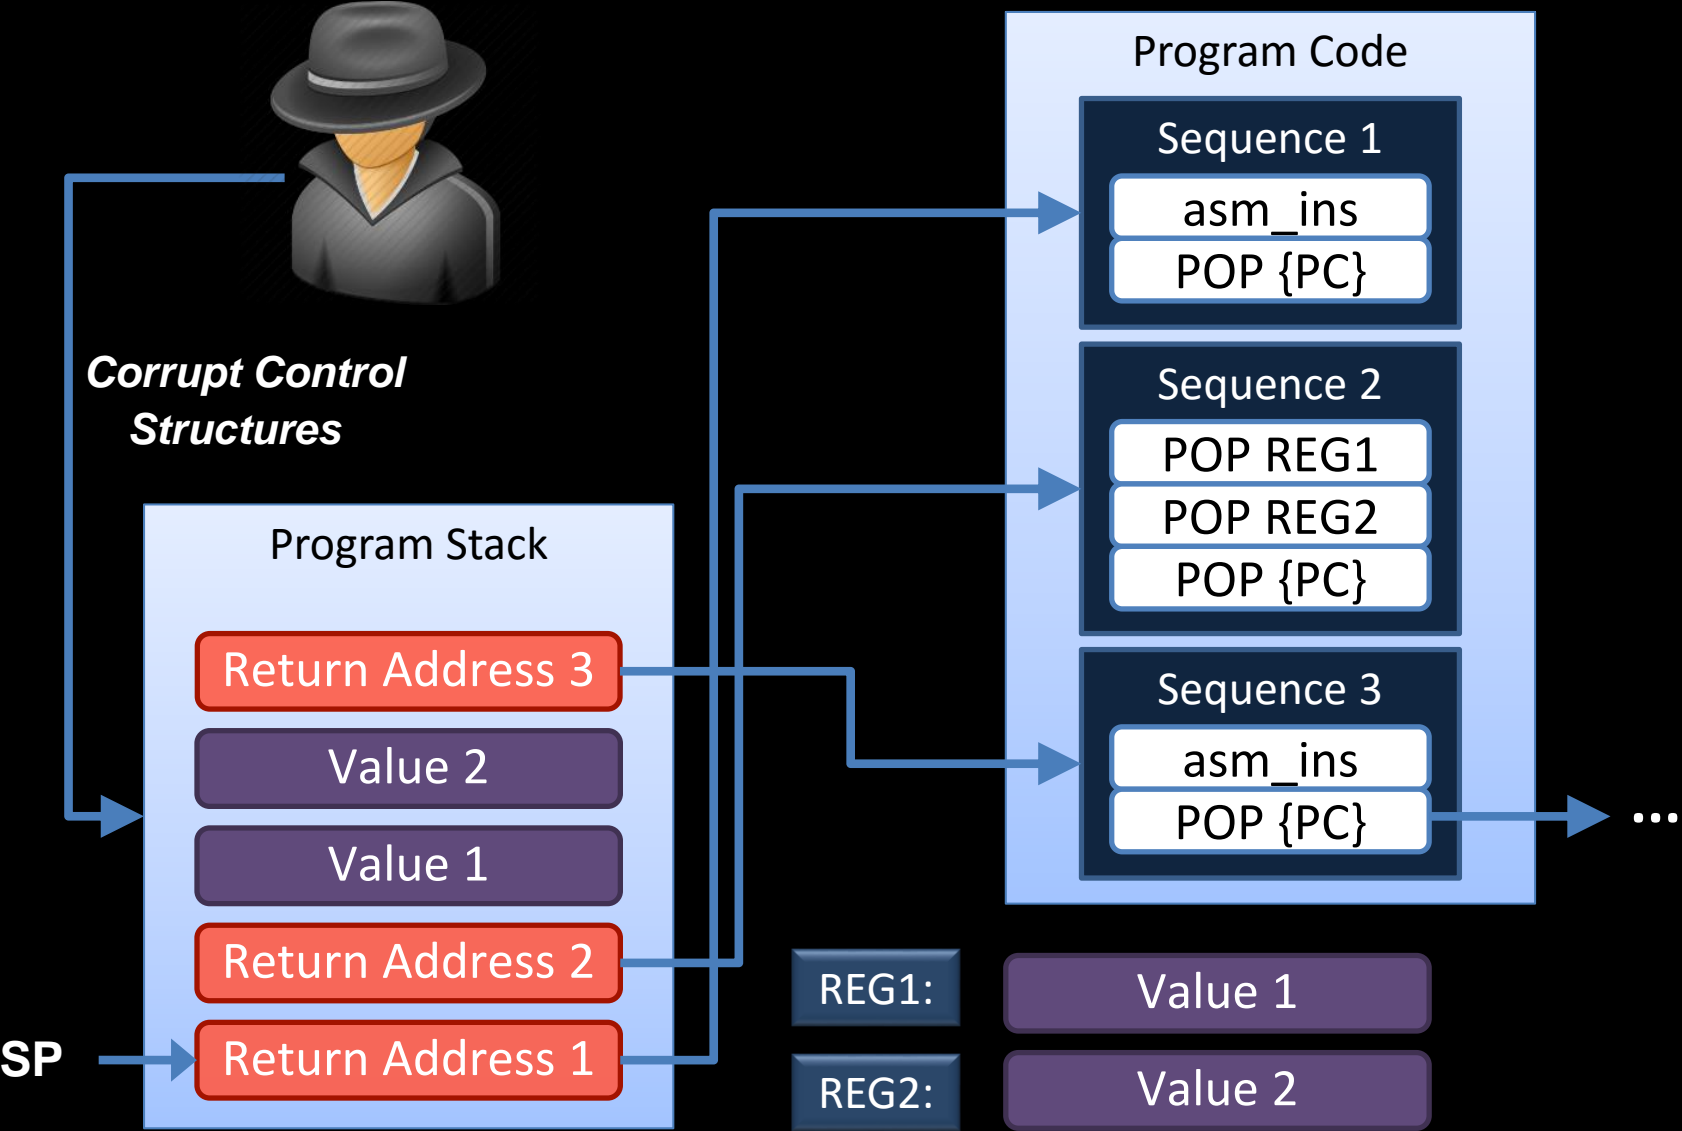 Corrupt Control
Structures
Program Stack
Return Address 3
Value 2
Value 1
Return Address 2
Return Address 1
SP
Program Code
Sequence 1
asm_ins
POP {PC}
Sequence 2
POP REG1
POP REG2
POP {PC}
Sequence 3
asm_ins
POP {PC}
...
REG1:
Value 1
REG2:
Value 2